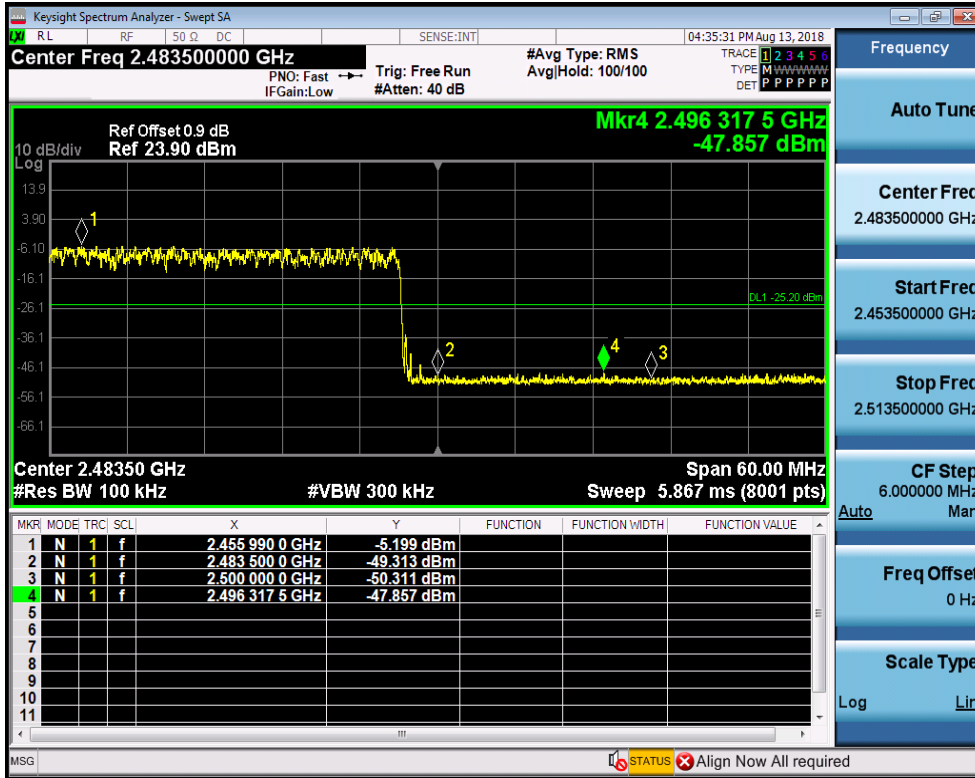 Keysight Spectrum Analyzer - Swept SA
LXI RL RF 50 Ω DC SENSE:INT 04:35:31 PM Aug 13, 2018
Center Freq 2.483500000 GHz
PNO: Fast
IFGain:Low
Trig: Free Run
#Atten: 40 dB
#Avg Type: RMS
Avg|Hold: 100/100
TRACE 1 2 3 4 5 6
TYPE M W W W W W
DET P P P P P P
Mkr4 2.496 317 5 GHz
-47.857 dBm
Ref Offset 0.9 dB
10 dB/div Ref 23.90 dBm
Log
13.9
3.90
-6.10
-16.1
-26.1
-36.1
-46.1
-56.1
-66.1
1
2
4
3
DL1 -25.20 dBm
Center 2.48350 GHz Span 60.00 MHz
#Res BW 100 kHz #VBW 300 kHz Sweep 5.867 ms (8001 pts)
MKR MODE TRC SCL X Y FUNCTION FUNCTION WIDTH FUNCTION VALUE
1 N 1 f 2.455 990 0 GHz -5.199 dBm
2 N 1 f 2.483 500 0 GHz -49.313 dBm
3 N 1 f 2.500 000 0 GHz -50.311 dBm
4 N 1 f 2.496 317 5 GHz -47.857 dBm
5
6
7
8
9
10
11
MSG STATUS Align Now All required
Frequency
Auto Tune
Center Freq
2.483500000 GHz
Start Freq
2.453500000 GHz
Stop Freq
2.513500000 GHz
CF Step
6.000000 MHz
Auto Man
Freq Offset
0 Hz
Scale Type
Log Lin